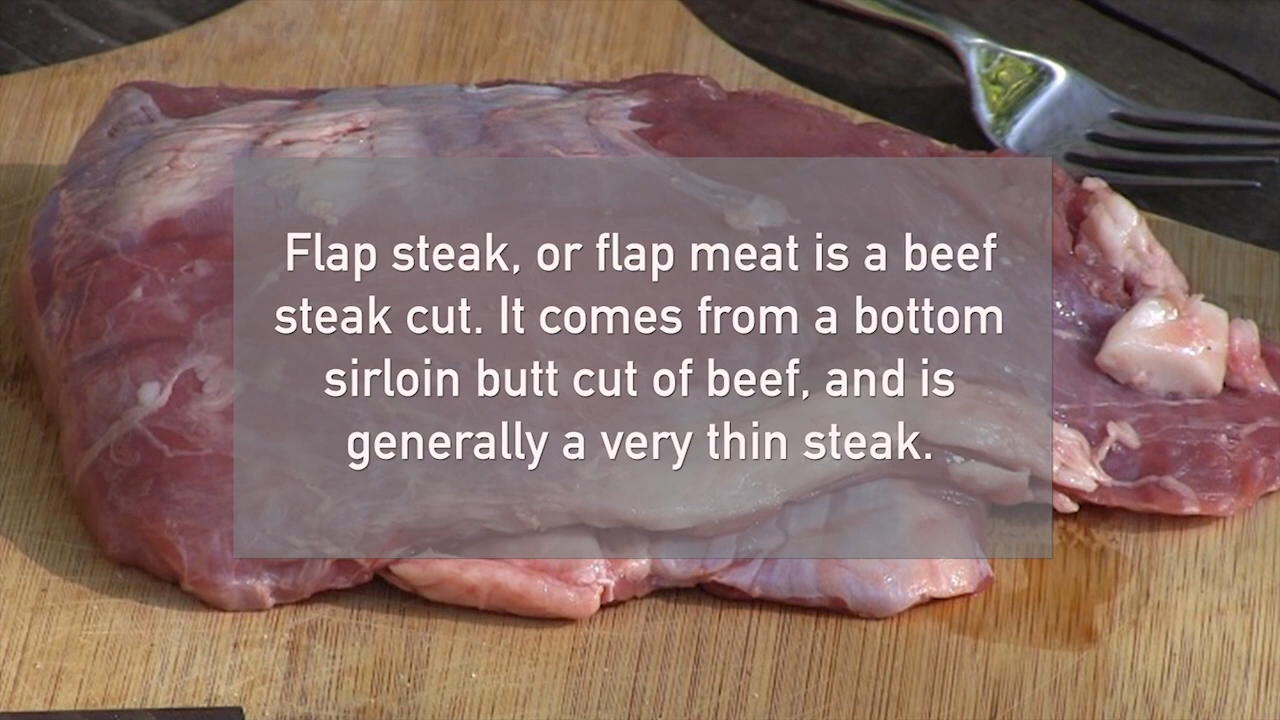 Flap steak, or flap meat is a beef
steak cut. It comes from a bottom
sirloin butt cut of beef, and is
generally a very thin steak.